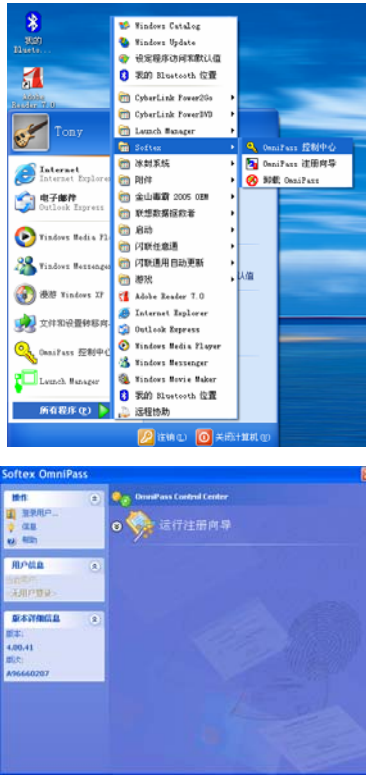 我的
Bluetο...
Adobe
Reader 7.0
Tony
Internet
Internet Explorer
电子邮件
Outlook Express
Windows Media Pl
Windows Messenger
漫游 Windows XP
文件和设置转移向
OmniPass 控制中心
Launch Manager
所有程序(P)
Windows Catalog
Windows Update
设定程序访问和默认值
我的 Bluetooth 位置
CyberLink Power2Go
CyberLink PowerDVD
Launch Manager
Softex
冰封系统
附件
金山毒霸 2005 OEM
联想数据拯救者
启动
闪联任意通
闪联通用自动更新
游戏
Adobe Reader 7.0
Internet Explorer
Outlook Express
Windows Media Player
Windows Messenger
Windows Movie Maker
我的 Bluetooth 位置
远程协助
OmniPass 控制中心
OmniPass 注册向导
卸载 OmniPass
认值
注销(L)
关闭计算机(U)
Softex OmniPass
操作
登录用户...
信息
帮助
用户信息
当前用户:
<无用户登录>
版本详细信息
版本:
4.00.41
版次:
A96660207
OmniPass Control Center
运行注册向导